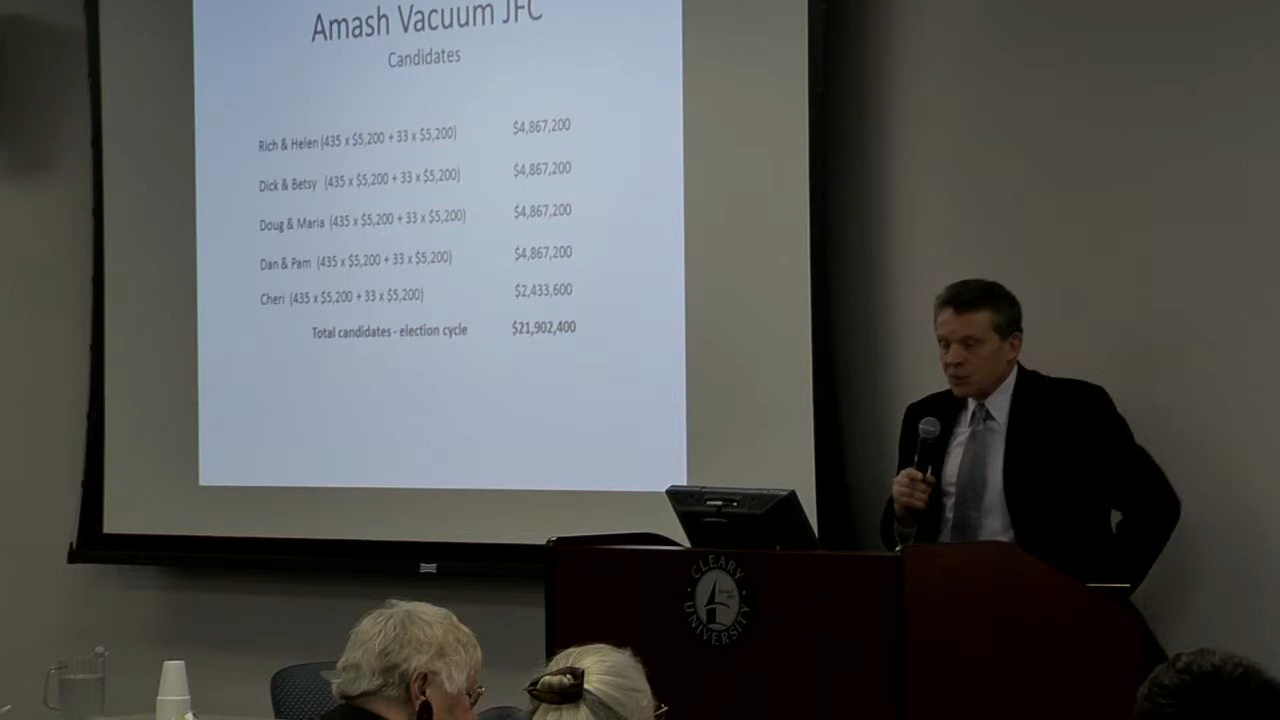 Amash Vacuum JFC
Candidates
Rich & Helen (435 x $5,200 + 33 x $5,200) $4,867,200
Dick & Betsy (435 x $5,200 + 33 x $5,200) $4,867,200
Doug & Maria (435 x $5,200 + 33 x $5,200) $4,867,200
Dan & Pam (435 x $5,200 + 33 x $5,200) $4,867,200
Cheri (435 x $5,200 + 33 x $5,200) $2,433,600
Total candidates - election cycle $21,902,400
CLEARY
UNIVERSITY